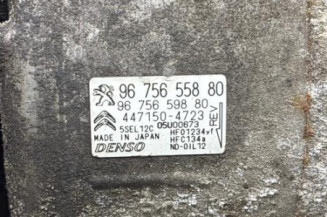 96 756 558 80
96 756 598 80
447150-4723
5SEL12C 05U00673
MADE IN JAPAN
DENSO
HFO1234yf
HFC134a
ND-OIL12
REV